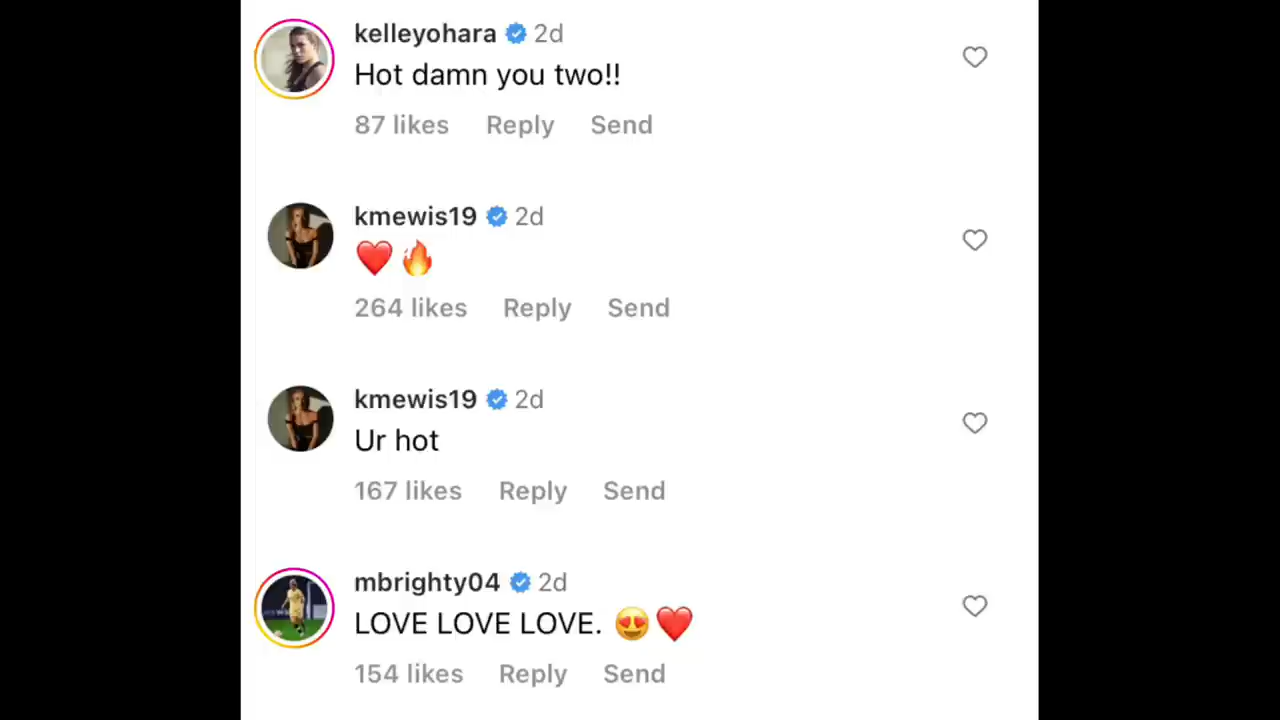 kelleyohara 2d
Hot damn you two!!
87 likes Reply Send
kmewis19 2d
❤️🔥
264 likes Reply Send
kmewis19 2d
Ur hot
167 likes Reply Send
mbrighty04 2d
LOVE LOVE LOVE. 😍❤️
154 likes Reply Send